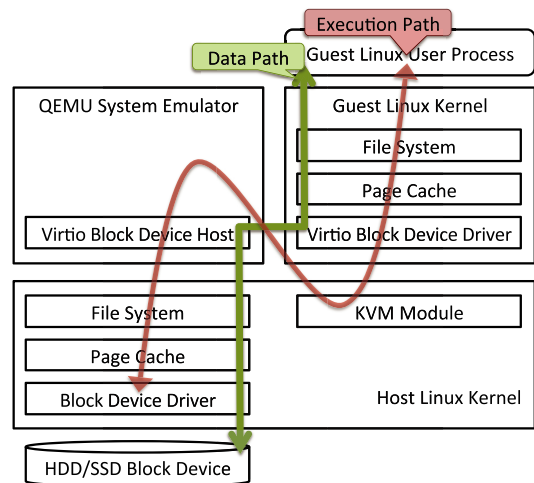 Execution Path
Guest Linux User Process
Data Path
QEMU System Emulator
Guest Linux Kernel
File System
Page Cache
Virtio Block Device Host
Virtio Block Device Driver
File System
KVM Module
Page Cache
Block Device Driver
Host Linux Kernel
HDD/SSD Block Device